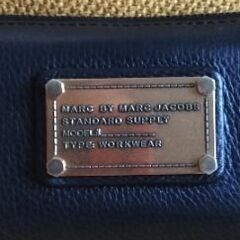 MARC BY MARC JACOBS
STANDARD SUPPLY
MODEL:
TYPE: WORKWEAR